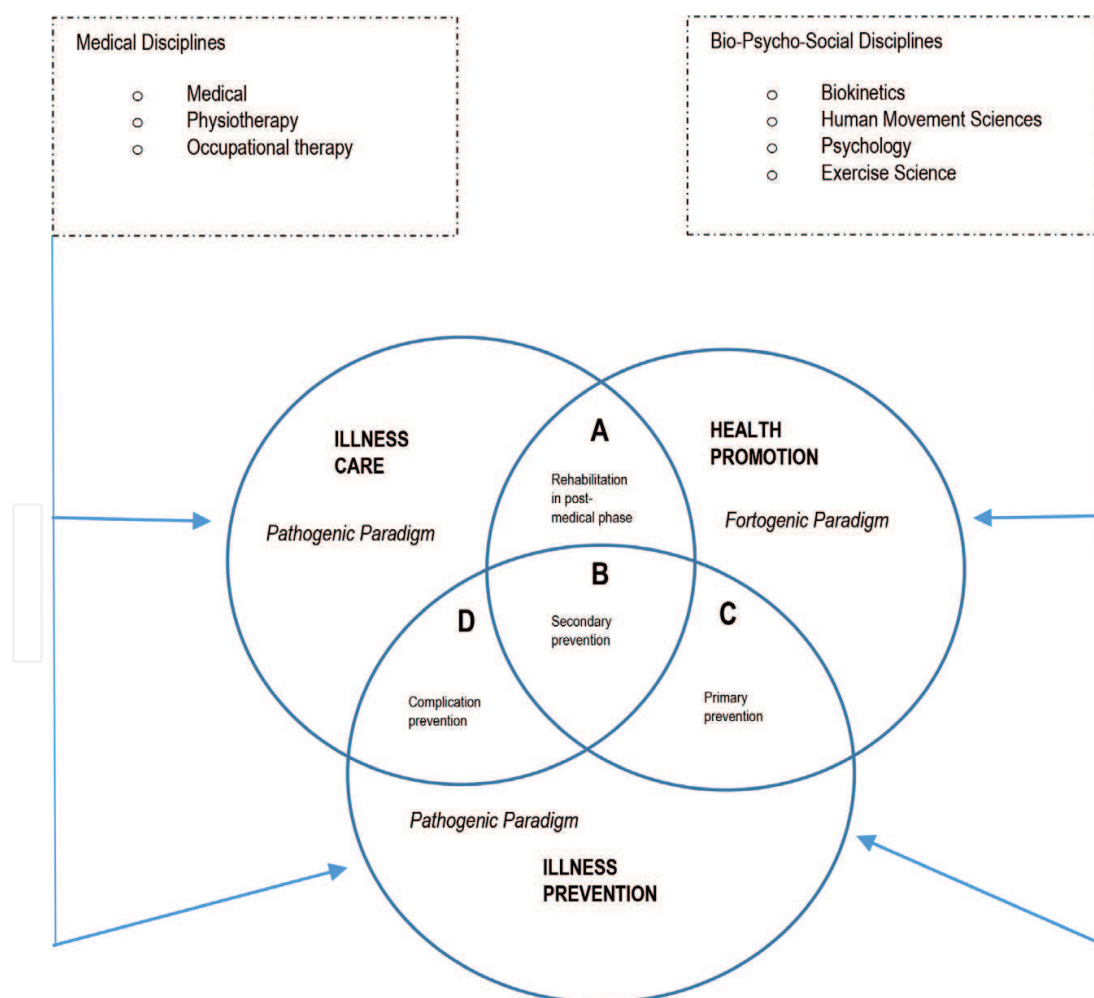 Medical Disciplines
o Medical
o Physiotherapy
o Occupational therapy
Bio-Psycho-Social Disciplines
o Biokinetics
o Human Movement Sciences
o Psychology
o Exercise Science
ILLNESS
CARE
Pathogenic Paradigm
A
Rehabilitation
in post-
medical phase
HEALTH
PROMOTION
Fortogenic Paradigm
B
Secondary
prevention
D
Complication
prevention
C
Primary
prevention
Pathogenic Paradigm
ILLNESS
PREVENTION